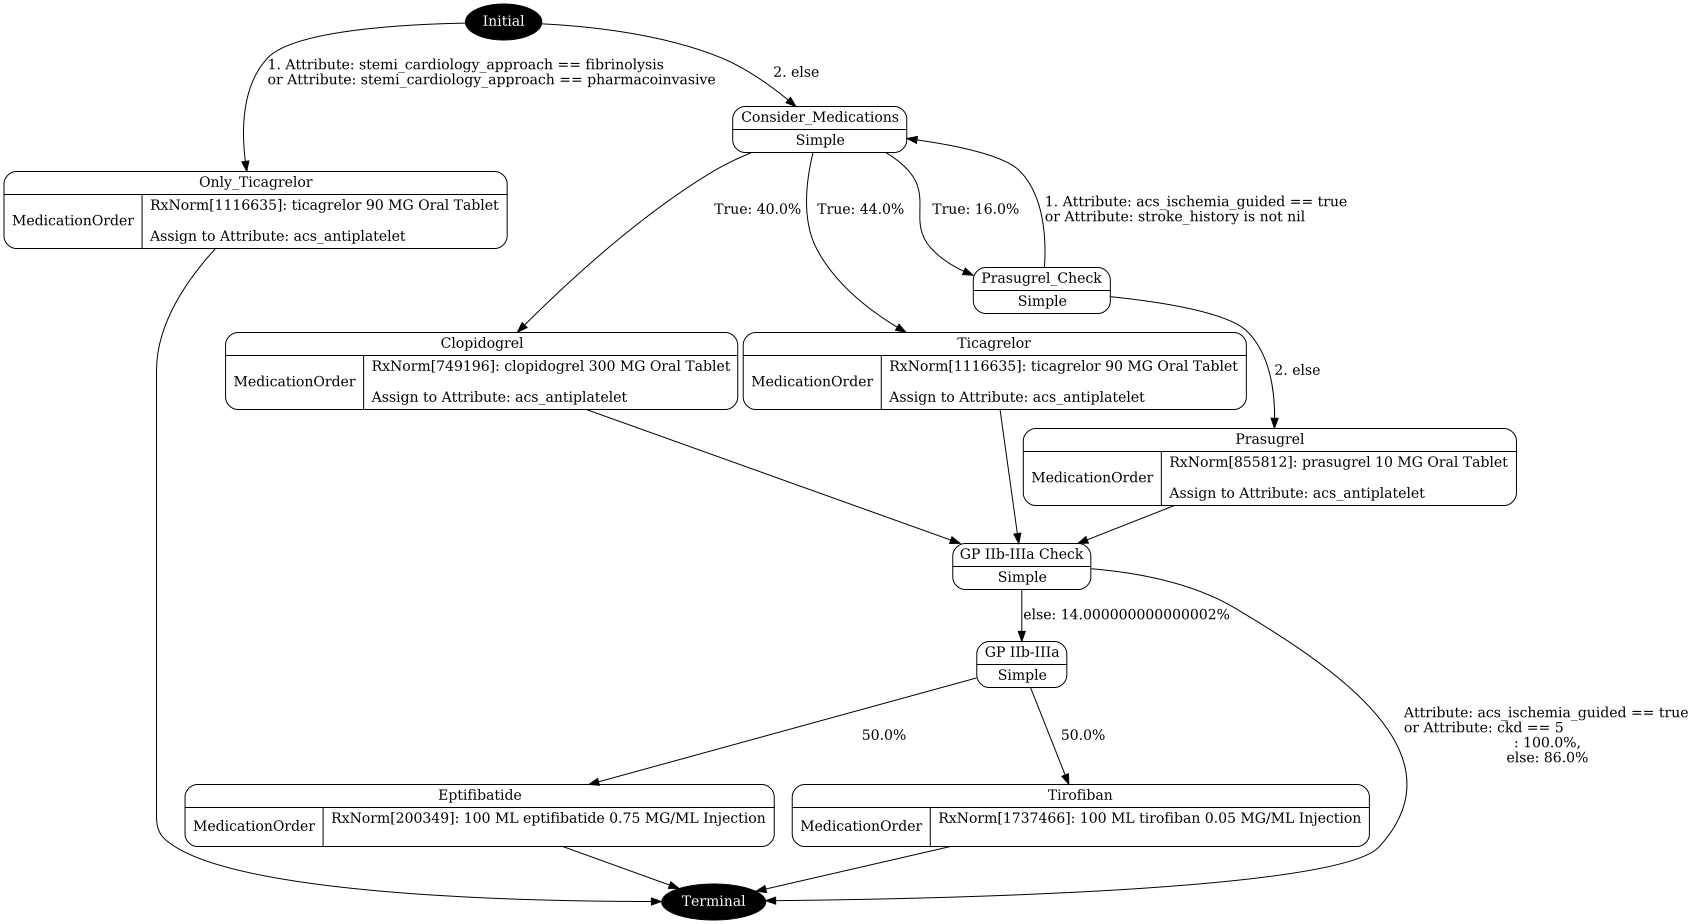 Initial
1. Attribute: stemi_cardiology_approach == fibrinolysis
or Attribute: stemi_cardiology_approach == pharmacoinvasive
2. else
Consider_Medications
Simple
Only_Ticagrelor
MedicationOrder
RxNorm[1116635]: ticagrelor 90 MG Oral Tablet
Assign to Attribute: acs_antiplatelet
True: 40.0%
True: 44.0%
True: 16.0%
1. Attribute: acs_ischemia_guided == true
or Attribute: stroke_history is not nil
Prasugrel_Check
Simple
Clopidogrel
MedicationOrder
RxNorm[749196]: clopidogrel 300 MG Oral Tablet
Assign to Attribute: acs_antiplatelet
Ticagrelor
MedicationOrder
RxNorm[1116635]: ticagrelor 90 MG Oral Tablet
Assign to Attribute: acs_antiplatelet
2. else
Prasugrel
MedicationOrder
RxNorm[855812]: prasugrel 10 MG Oral Tablet
Assign to Attribute: acs_antiplatelet
GP IIb-IIIa Check
Simple
else: 14.000000000000002%
GP IIb-IIIa
Simple
Attribute: acs_ischemia_guided == true
or Attribute: ckd == 5
: 100.0%,
else: 86.0%
50.0%
50.0%
Eptifibatide
MedicationOrder
RxNorm[200349]: 100 ML eptifibatide 0.75 MG/ML Injection
Tirofiban
MedicationOrder
RxNorm[1737466]: 100 ML tirofiban 0.05 MG/ML Injection
Terminal